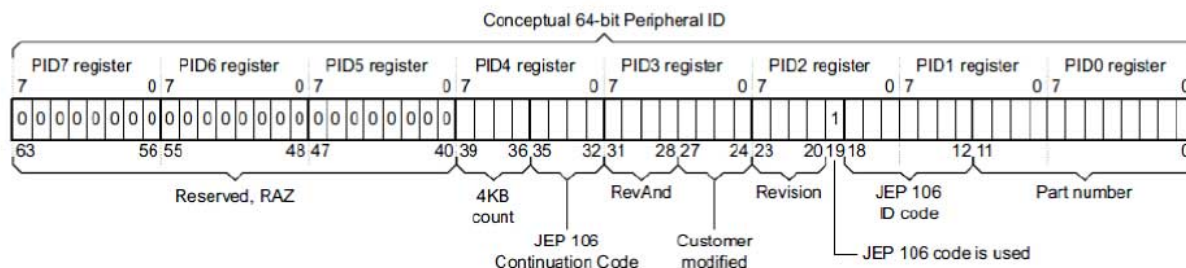 Conceptual 64-bit Peripheral ID
PID7 register PID6 register PID5 register PID4 register PID3 register PID2 register PID1 register PID0 register
7 0 7 0 7 0 7 0 7 0 7 0 7 0 7 0
0 0 0 0 0 0 0 0 0 0 0 0 0 0 0 0 0 0 0 0 0 0 0 0 1
63 56 55 48 47 40 39 36 35 32 31 28 27 24 23 20 19 18 12 11 0
Reserved, RAZ 4KB count RevAnd Revision JEP 106 ID code Part number
JEP 106 Continuation Code Customer modified JEP 106 code is used